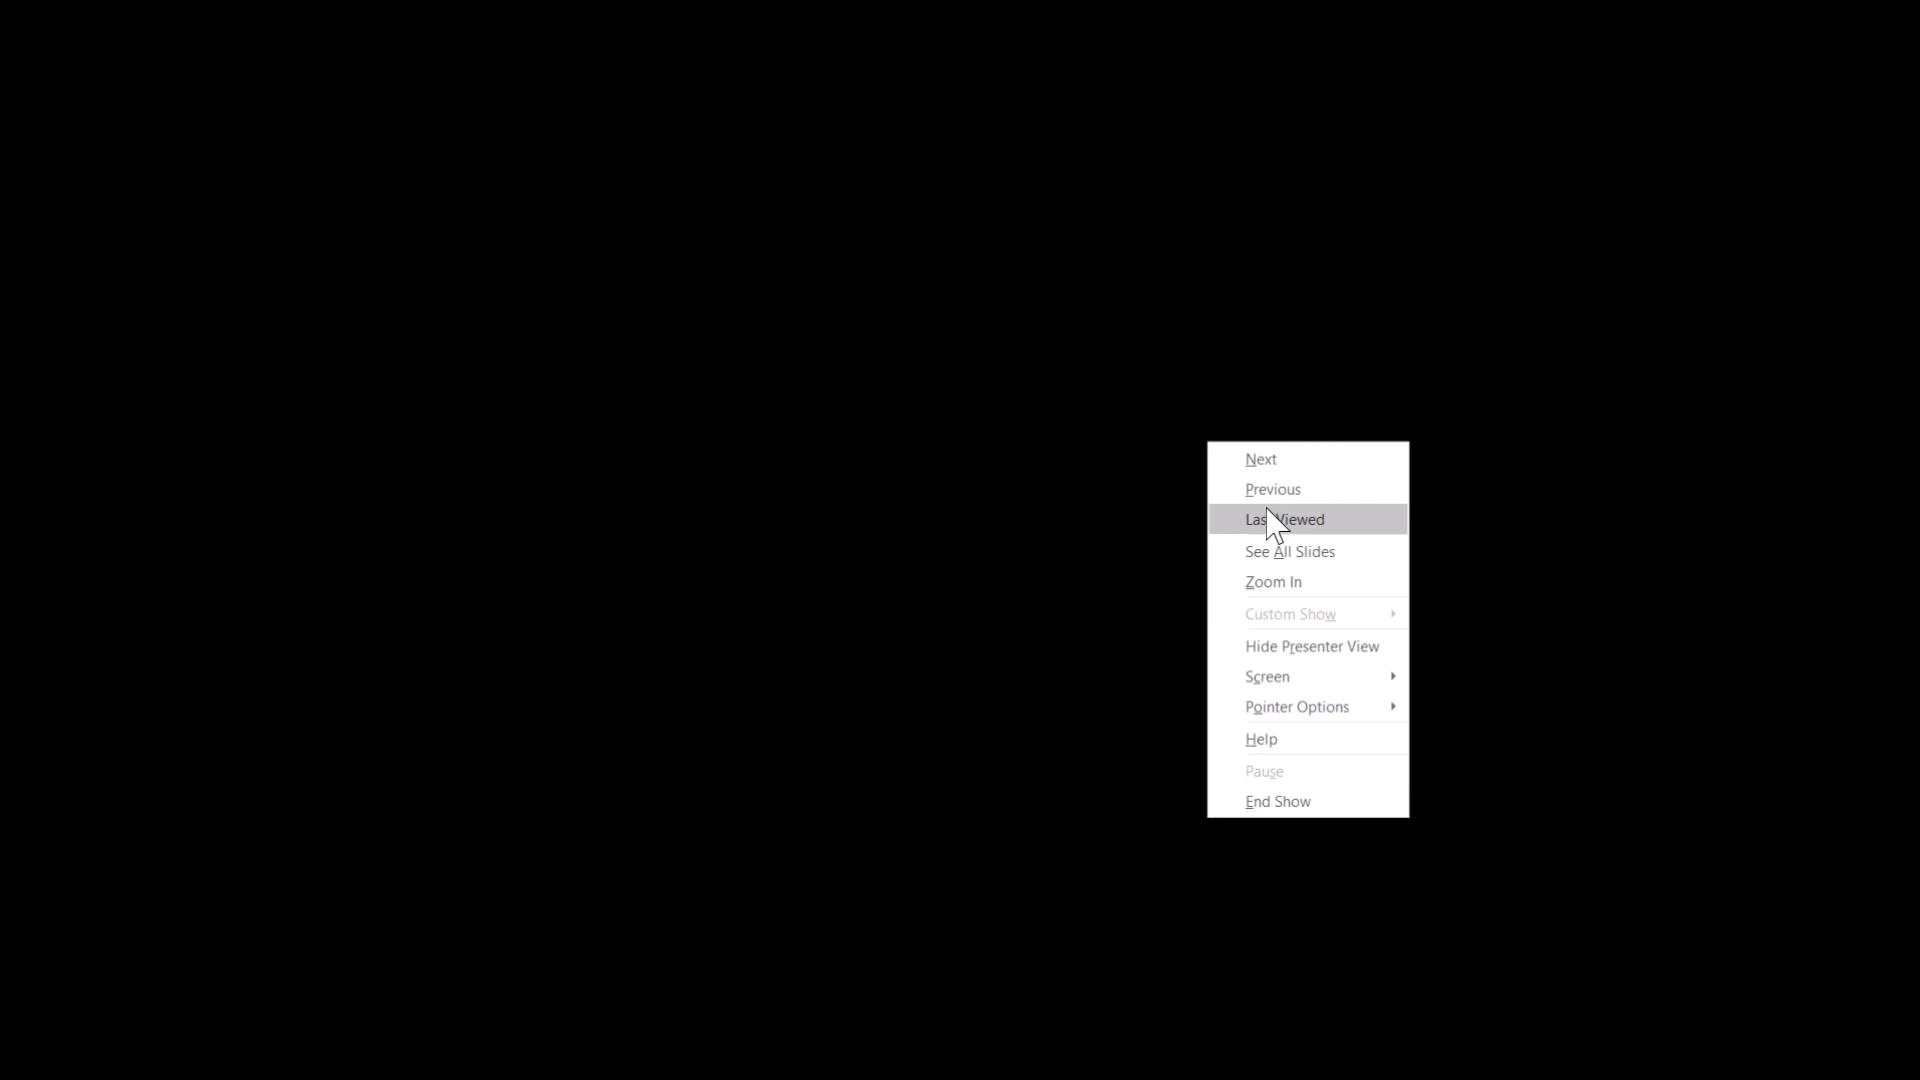 Next
Previous
Last Viewed
See All Slides
Zoom In
Custom Show
Hide Presenter View
Screen
Pointer Options
Help
Pause
End Show